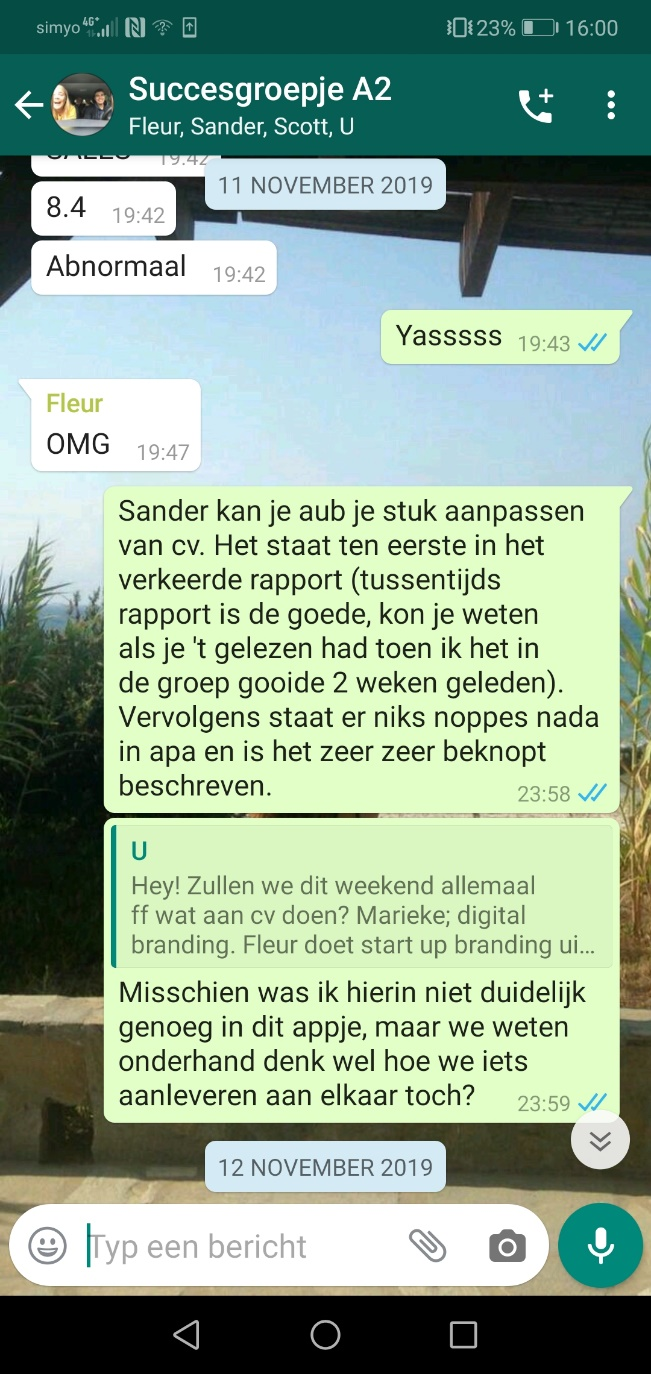 simyo 4G+ 23% 16:00
Succesgroepje A2
Fleur, Sander, Scott, U
19:42
11 NOVEMBER 2019
8.4 19:42
Abnormaal 19:42
Yasssss 19:43
Fleur
OMG 19:47
Sander kan je aub je stuk aanpassen
van cv. Het staat ten eerste in het
verkeerde rapport (tussentijds
rapport is de goede, kon je weten
als je 't gelezen had toen ik het in
de groep gooide 2 weken geleden).
Vervolgens staat er niks noppes nada
in apa en is het zeer zeer beknopt
beschreven. 23:58
U
Hey! Zullen we dit weekend allemaal
ff wat aan cv doen? Marieke; digital
branding. Fleur doet start up branding ui...
Misschien was ik hierin niet duidelijk
genoeg in dit appje, maar we weten
onderhand denk wel hoe we iets
aanleveren aan elkaar toch? 23:59
12 NOVEMBER 2019
Typ een bericht